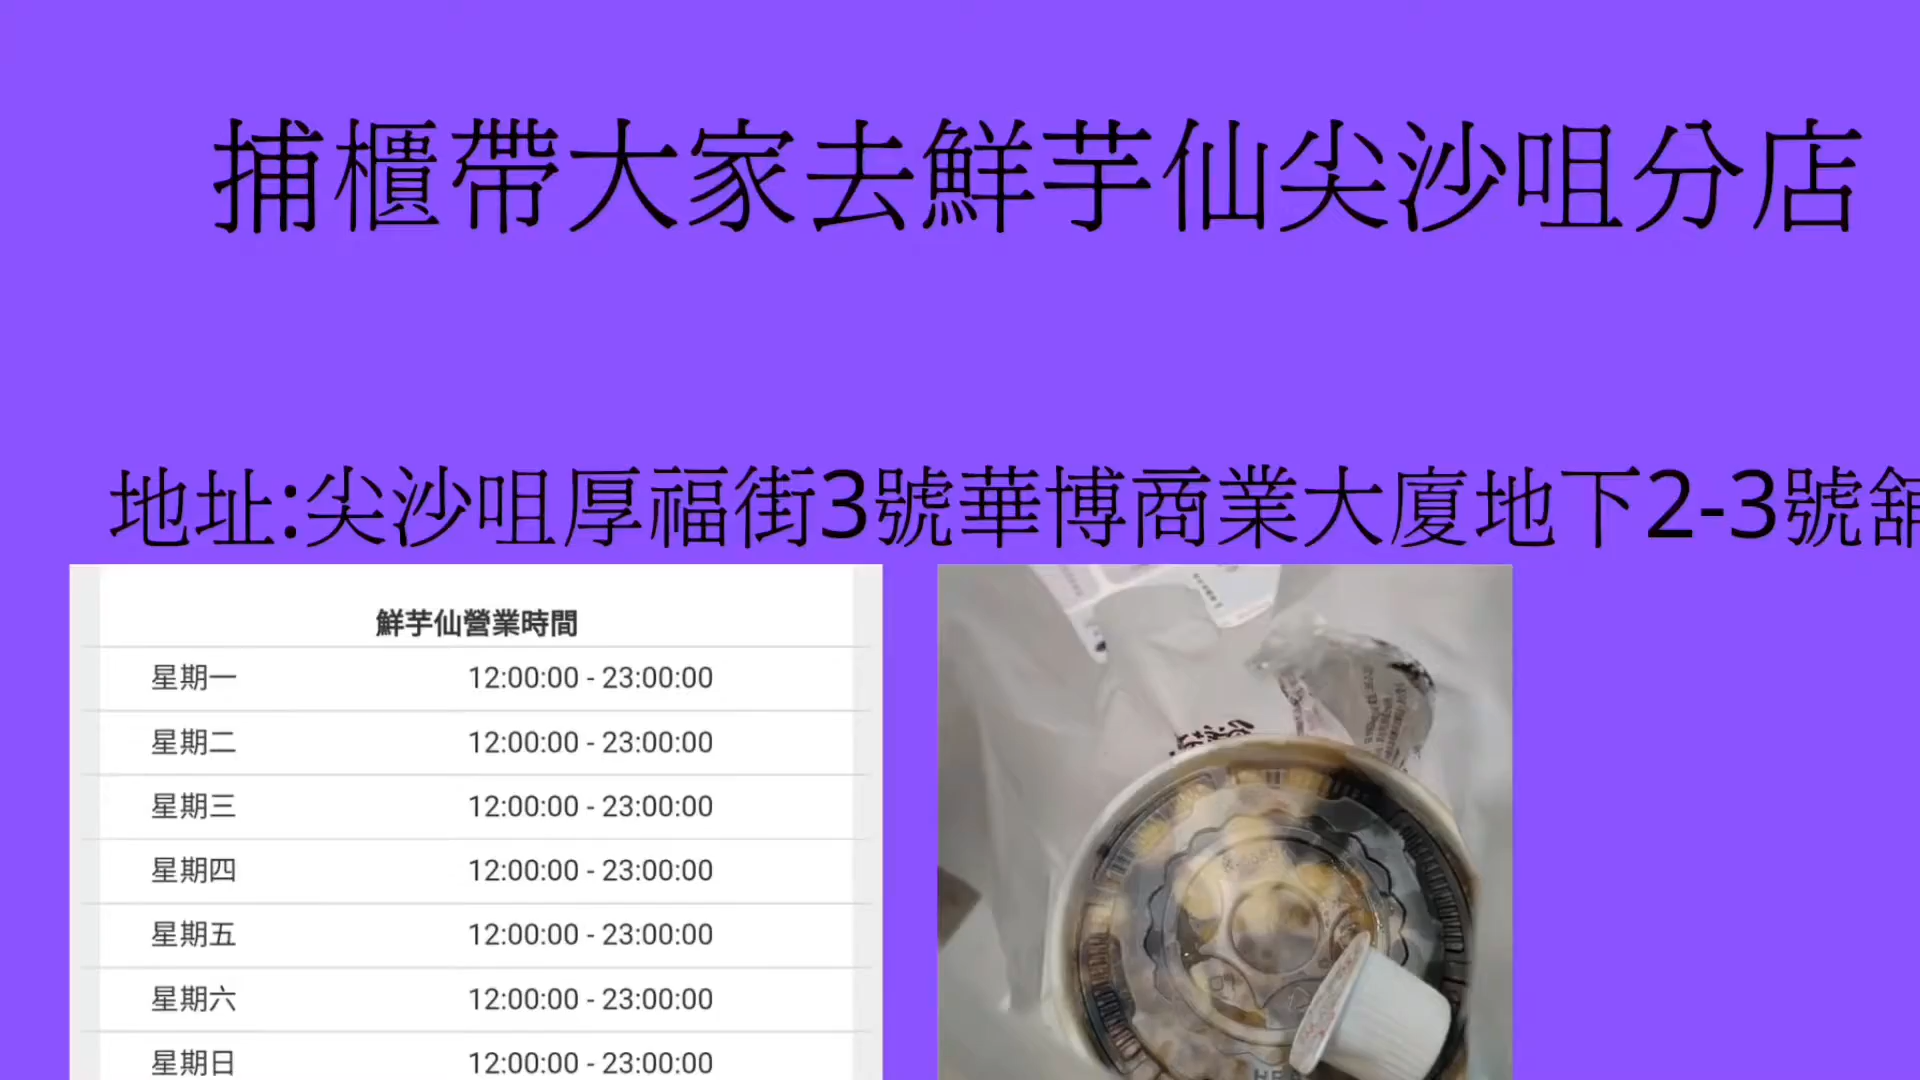 捕櫃帶大家去鮮芋仙尖沙咀分店
地址:尖沙咀厚福街3號華博商業大廈地下2-3號舖
鮮芋仙營業時間
星期一 12:00:00 - 23:00:00
星期二 12:00:00 - 23:00:00
星期三 12:00:00 - 23:00:00
星期四 12:00:00 - 23:00:00
星期五 12:00:00 - 23:00:00
星期六 12:00:00 - 23:00:00
星期日 12:00:00 - 23:00:00